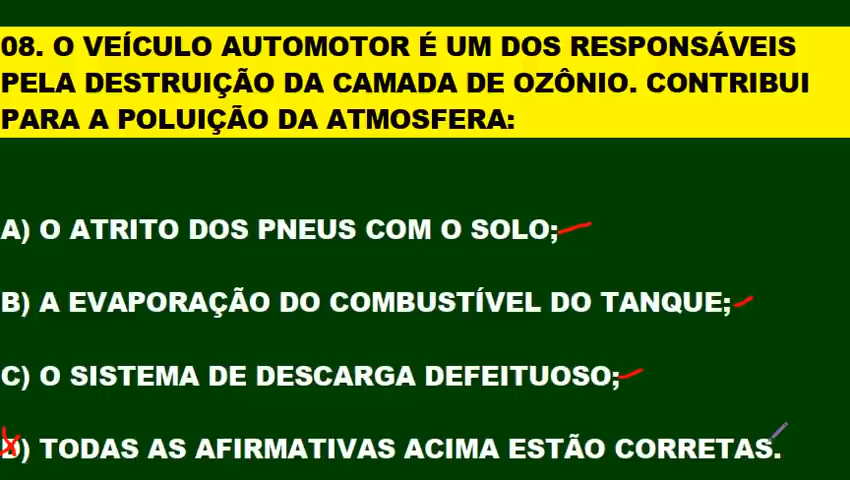 08. O VEÍCULO AUTOMOTOR É UM DOS RESPONSÁVEIS
PELA DESTRUIÇÃO DA CAMADA DE OZÔNIO. CONTRIBUI
PARA A POLUIÇÃO DA ATMOSFERA:
A) O ATRITO DOS PNEUS COM O SOLO;
B) A EVAPORAÇÃO DO COMBUSTÍVEL DO TANQUE;
C) O SISTEMA DE DESCARGA DEFEITUOSO;
D) TODAS AS AFIRMATIVAS ACIMA ESTÃO CORRETAS.